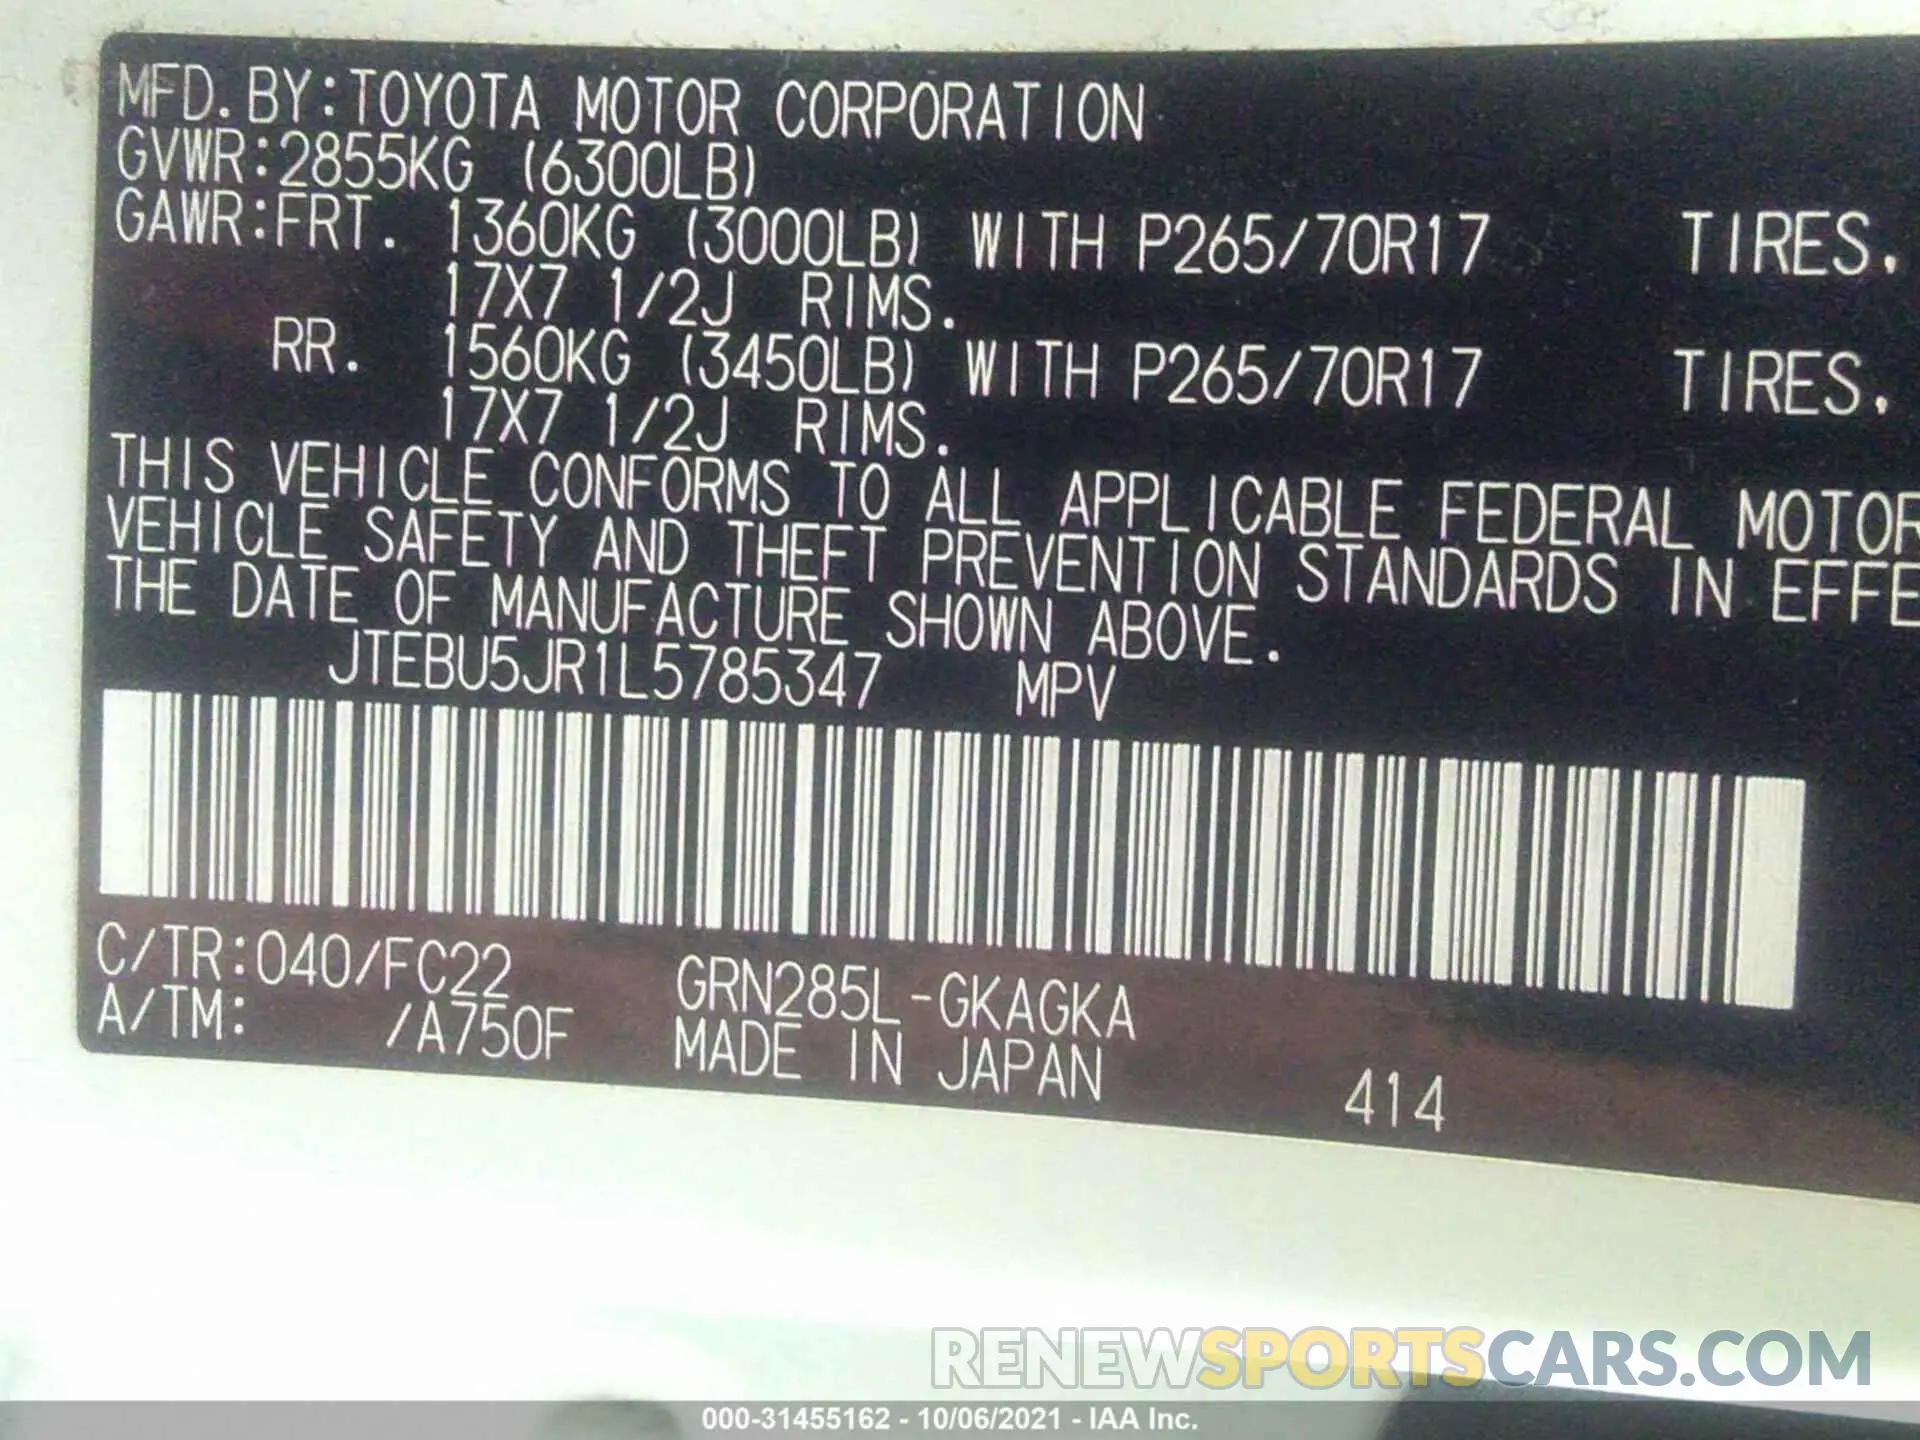 MFD.BY:TOYOTA MOTOR CORPORATION
GVWR:2855KG (6300LB)
GAWR:FRT. 1360KG (3000LB) WITH P265/70R17 TIRES,
17X7 1/2J RIMS.
RR. 1560KG (3450LB) WITH P265/70R17 TIRES,
17X7 1/2J RIMS.
THIS VEHICLE CONFORMS TO ALL APPLICABLE FEDERAL MOTOR
VEHICLE SAFETY AND THEFT PREVENTION STANDARDS IN EFFE
THE DATE OF MANUFACTURE SHOWN ABOVE.
JTEBU5JR1L5785347 MPV
C/TR:040/FC22 GRN285L-GKAGKA
A/TM: /A750F MADE IN JAPAN
414
RENEWSPORTSCARS.COM
000-31455162 - 10/06/2021 - IAA Inc.